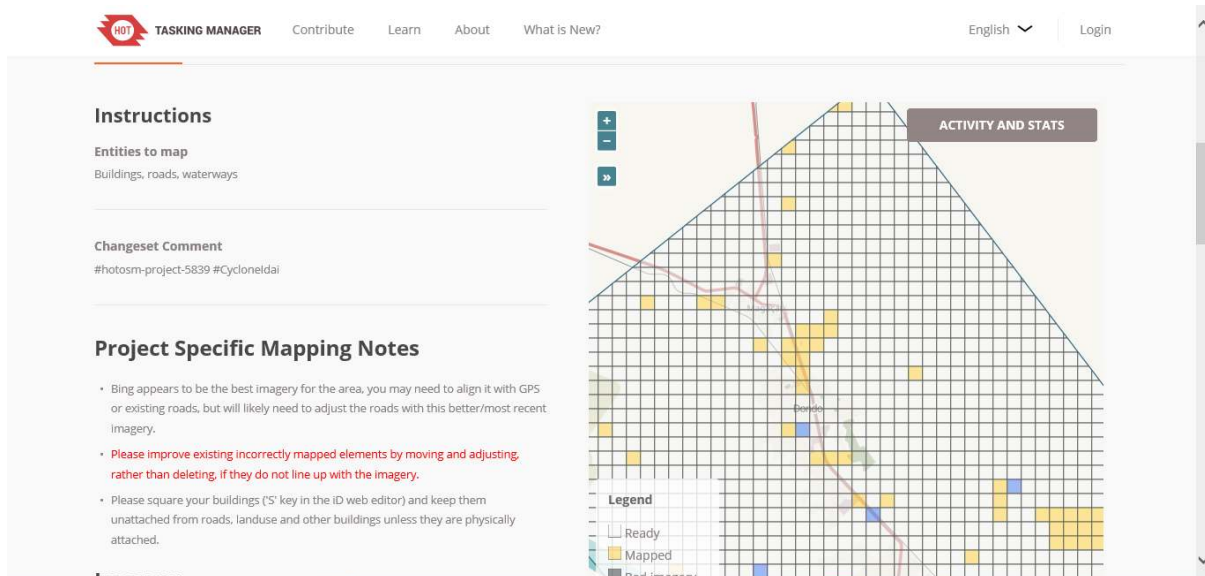 HOT TASKING MANAGER Contribute Learn About What is New? English Login
Instructions
Entities to map
Buildings, roads, waterways
Changeset Comment
#hotosm-project-5839 #CycloneIdai
Project Specific Mapping Notes
• Bing appears to be the best imagery for the area, you may need to align it with GPS
or existing roads, but will likely need to adjust the roads with this better/most recent
imagery.
• Please improve existing incorrectly mapped elements by moving and adjusting,
rather than deleting, if they do not line up with the imagery.
• Please square your buildings ('S' key in the iD web editor) and keep them
unattached from roads, landuse and other buildings unless they are physically
attached.
+
−
»
ACTIVITY AND STATS
Dondo
Legend
Ready
Mapped
Bad imagery